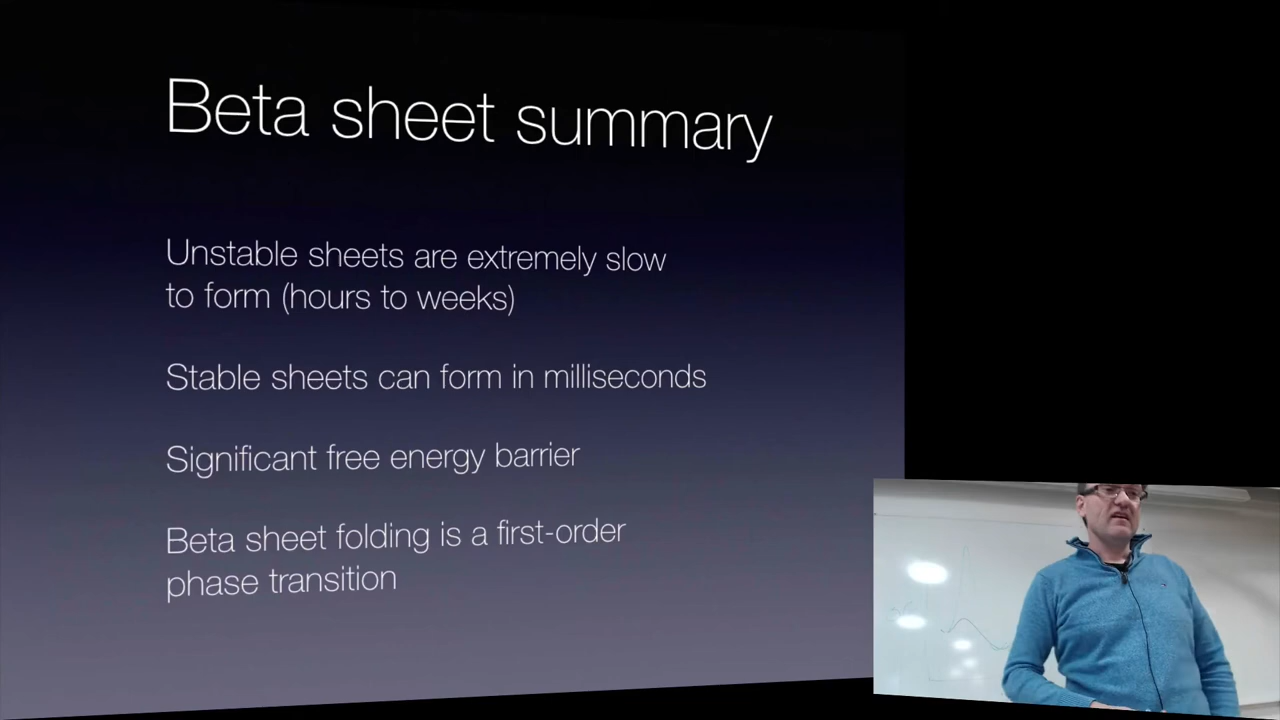 Beta sheet summary
Unstable sheets are extremely slow
to form (hours to weeks)
Stable sheets can form in milliseconds
Significant free energy barrier
Beta sheet folding is a first-order
phase transition